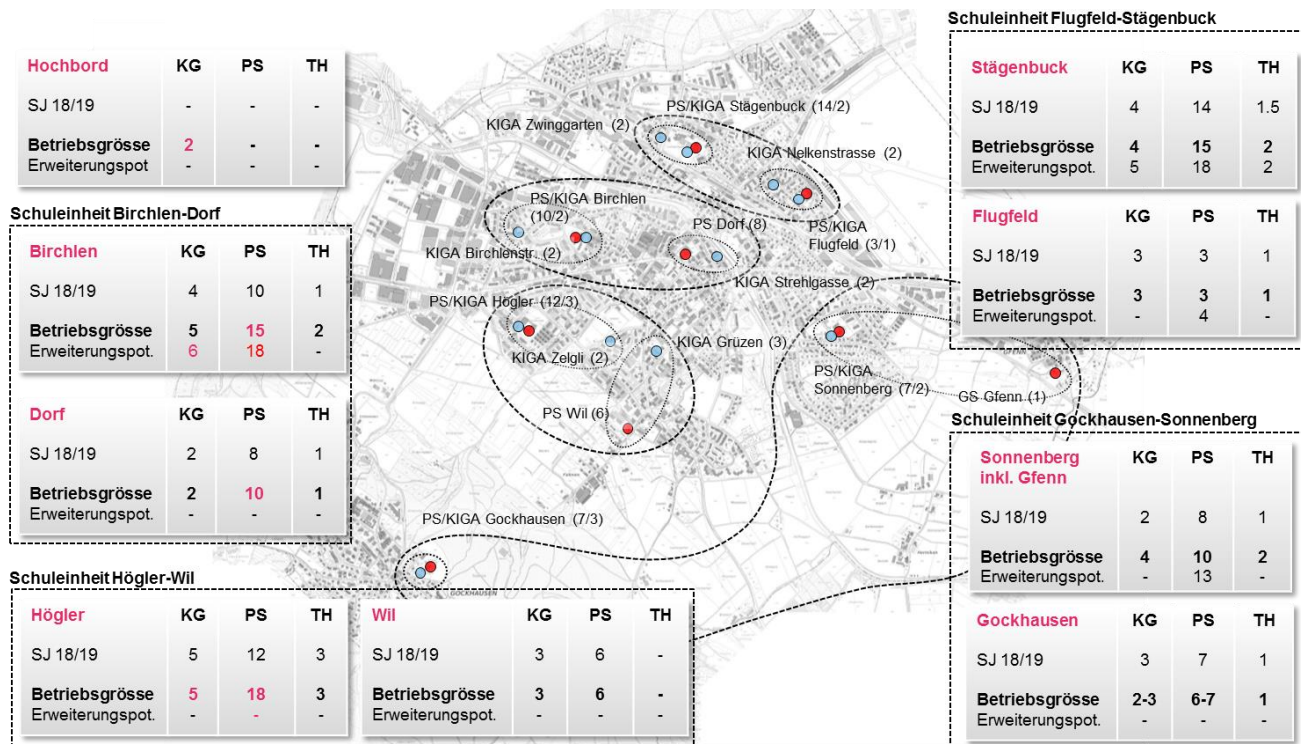 Hochbord KG PS TH
SJ 18/19 - - -
Betriebsgrösse 2 - -
Erweiterungspot - - -
Schuleinheit Birchlen-Dorf
Birchlen KG PS TH
SJ 18/19 4 10 1
Betriebsgrösse 5 15 2
Erweiterungspot. 6 18 -
Dorf KG PS TH
SJ 18/19 2 8 1
Betriebsgrösse 2 10 1
Erweiterungspot. - - -
Schuleinheit Högler-Wil
Högler KG PS TH
SJ 18/19 5 12 3
Betriebsgrösse 5 18 3
Erweiterungspot. - - -
Wil KG PS TH
SJ 18/19 3 6 -
Betriebsgrösse 3 6 -
Erweiterungspot. - - -
PS/KIGA Stägenbuck (14/2)
KIGA Zwinggarten (2)
KIGA Nelkenstrasse (2)
PS/KIGA Birchlen
(10/2)
PS Dorf (8)
PS/KIGA
Flugfeld (3/1)
KIGA Birchlenstr. (2)
KIGA Strehlgasse (2)
PS/KIGA Högler (12/3)
KIGA Zelgli (2)
KIGA Grüzen (3)
PS/KIGA
Sonnenberg (7/2)
GS Gfenn (1)
PS Wil (6)
PS/KIGA Gockhausen (7/3)
GOCKHAUSEN
Schuleinheit Flugfeld-Stägenbuck
Stägenbuck KG PS TH
SJ 18/19 4 14 1.5
Betriebsgrösse 4 15 2
Erweiterungspot. 5 18 2
Flugfeld KG PS TH
SJ 18/19 3 3 1
Betriebsgrösse 3 3 1
Erweiterungspot. - 4 -
Schuleinheit Gockhausen-Sonnenberg
Sonnenberg KG PS TH
inkl. Gfenn
SJ 18/19 2 8 1
Betriebsgrösse 4 10 2
Erweiterungspot. - 13 -
Gockhausen KG PS TH
SJ 18/19 3 7 1
Betriebsgrösse 2-3 6-7 1
Erweiterungspot. - - -